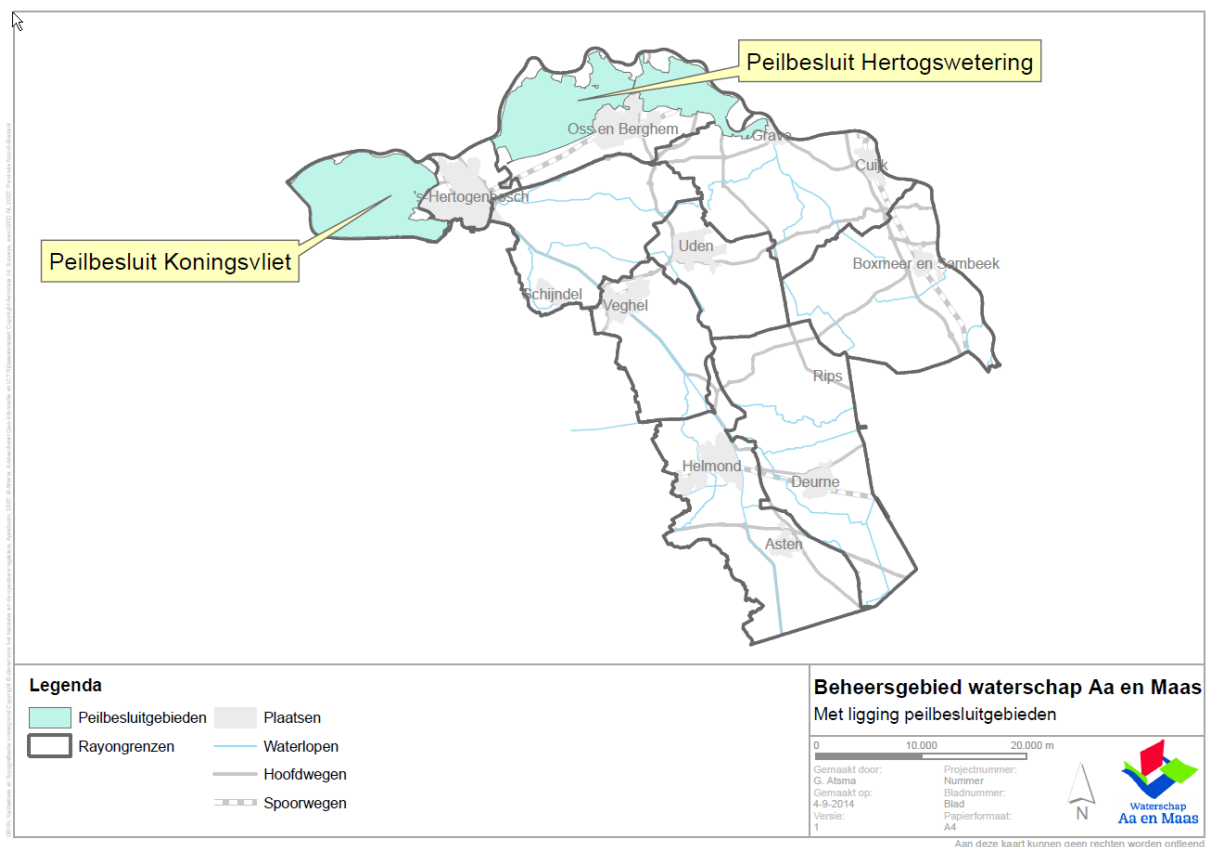 Peilbesluit Hertogswetering
Oss en Berghem
Grave
Cuijk
's-Hertogenbosch
Uden
Peilbesluit Koningsvliet
Boxmeer en Sambeek
Schijndel
Veghel
Rips
Helmond
Deurne
Asten
Legenda
Peilbesluitgebieden
Plaatsen
Rayongrenzen
Waterlopen
Hoofdwegen
Spoorwegen
Beheersgebied waterschap Aa en Maas
Met ligging peilbesluitgebieden
0 10.000 20.000 m
Gemaakt door:
G. Atsma
Gemaakt op:
4-9-2014
Versie:
1
Projectnummer:
Nummer
Bladnummer:
Blad
Papierformaat:
A4
N
Waterschap
Aa en Maas
Aan deze kaart kunnen geen rechten worden ontleend